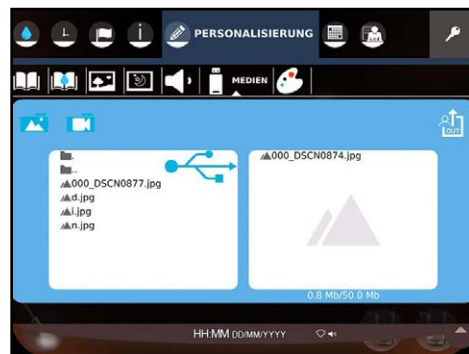 L
i
PERSONALISIERUNG
MEDIEN
OUT
.
..
000_DSCN0877.jpg
d.jpg
i.jpg
n.jpg
000_DSCN0874.jpg
0.8 Mb/50.0 Mb
HH:MM DD/MM/YYYY